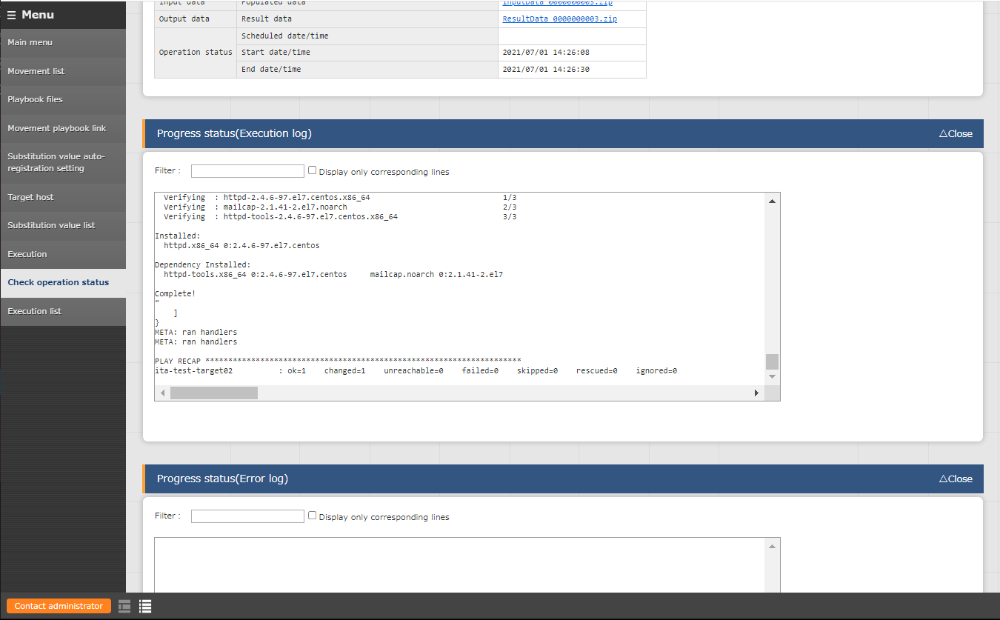 ☰ Menu
Main menu
Movement list
Playbook files
Movement playbook link
Substitution value auto-
registration setting
Target host
Substitution value list
Execution
Check operation status
Execution list
Input data Populated data InputData_0000000003.zip
Output data Result data ResultData_0000000003.zip
Operation status Scheduled date/time
Start date/time 2021/07/01 14:26:08
End date/time 2021/07/01 14:26:30
Progress status(Execution log) △Close
Filter : Display only corresponding lines
Verifying : httpd-2.4.6-97.el7.centos.x86_64 1/3
Verifying : mailcap-2.1.41-2.el7.noarch 2/3
Verifying : httpd-tools-2.4.6-97.el7.centos.x86_64 3/3
Installed:
httpd.x86_64 0:2.4.6-97.el7.centos
Dependency Installed:
httpd-tools.x86_64 0:2.4.6-97.el7.centos mailcap.noarch 0:2.1.41-2.el7
Complete!
"
]
}
META: ran handlers
META: ran handlers
PLAY RECAP *********************************************************************
ita-test-target02 : ok=1 changed=1 unreachable=0 failed=0 skipped=0 rescued=0 ignored=0
Progress status(Error log) △Close
Filter : Display only corresponding lines
Contact administrator